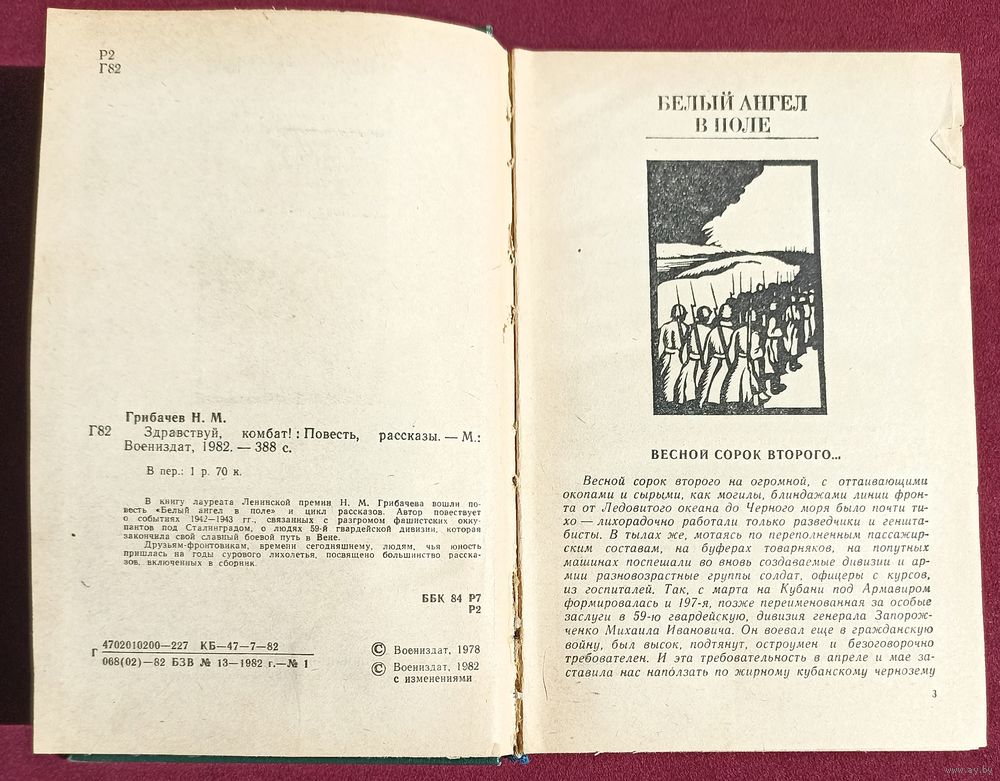 Р2
Г82
Грибачев Н. М.
Г82 Здравствуй, комбат! : Повесть, рассказы. — М.:
Воениздат, 1982. — 388 с.
В пер.: 1 р. 70 к.
В книгу лауреата Ленинской премии Н. М. Грибачева вошли по-
весть «Белый ангел в поле» и цикл рассказов. Автор повествует
о событиях 1942—1943 гг., связанных с разгромом фашистских окку-
пантов под Сталинградом, о людях 59-й гвардейской дивизии, которая
закончила свой славный боевой путь в Вене.
Друзьям-фронтовикам, времени сегодняшнему, людям, чья юность
пришлась на годы сурового лихолетья, посвящено большинство расска-
зов, включенных в сборник.
ББК 84 Р7
Р2
Г 4702010200—227 КБ—47—7—82
068(02)—82 БЗВ № 13—1982 г.—№ 1
© Воениздат, 1978
© Воениздат, 1982
с изменениями
БЕЛЫЙ АНГЕЛ
В ПОЛЕ
ВЕСНОЙ СОРОК ВТОРОГО...
Весной сорок второго на огромной, с оттаивающими
окопами и сырыми, как могилы, блиндажами линии фрон-
та от Ледовитого океана до Черного моря было почти ти-
хо — лихорадочно работали только разведчики и геншта-
бисты. В тылах же, мотаясь по переполненным пассажир-
ским составам, на буферах товарняков, на попутных
машинах поспешали во вновь создаваемые дивизии и ар-
мии разновозрастные группы солдат, офицеры с курсов,
из госпиталей. Так, с марта на Кубани под Армавиром
формировалась и 197-я, позже переименованная за особые
заслуги в 59-ю гвардейскую, дивизия генерала Запорож-
ченко Михаила Ивановича. Он воевал еще в гражданскую
войну, был высок, подтянут, остроумен и безоговорочно
требователен. И эта требовательность в апреле и мае за-
ставила нас наползать по жирному кубанскому чернозему
3
www.ay.by